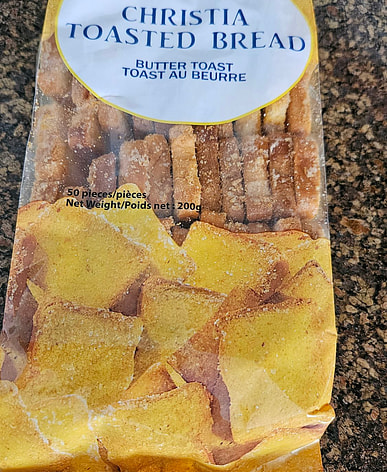 CHRISTIA
TOASTED BREAD
BUTTER TOAST
TOAST AU BEURRE
50 pieces/pièces
Net Weight/Poids net : 200g